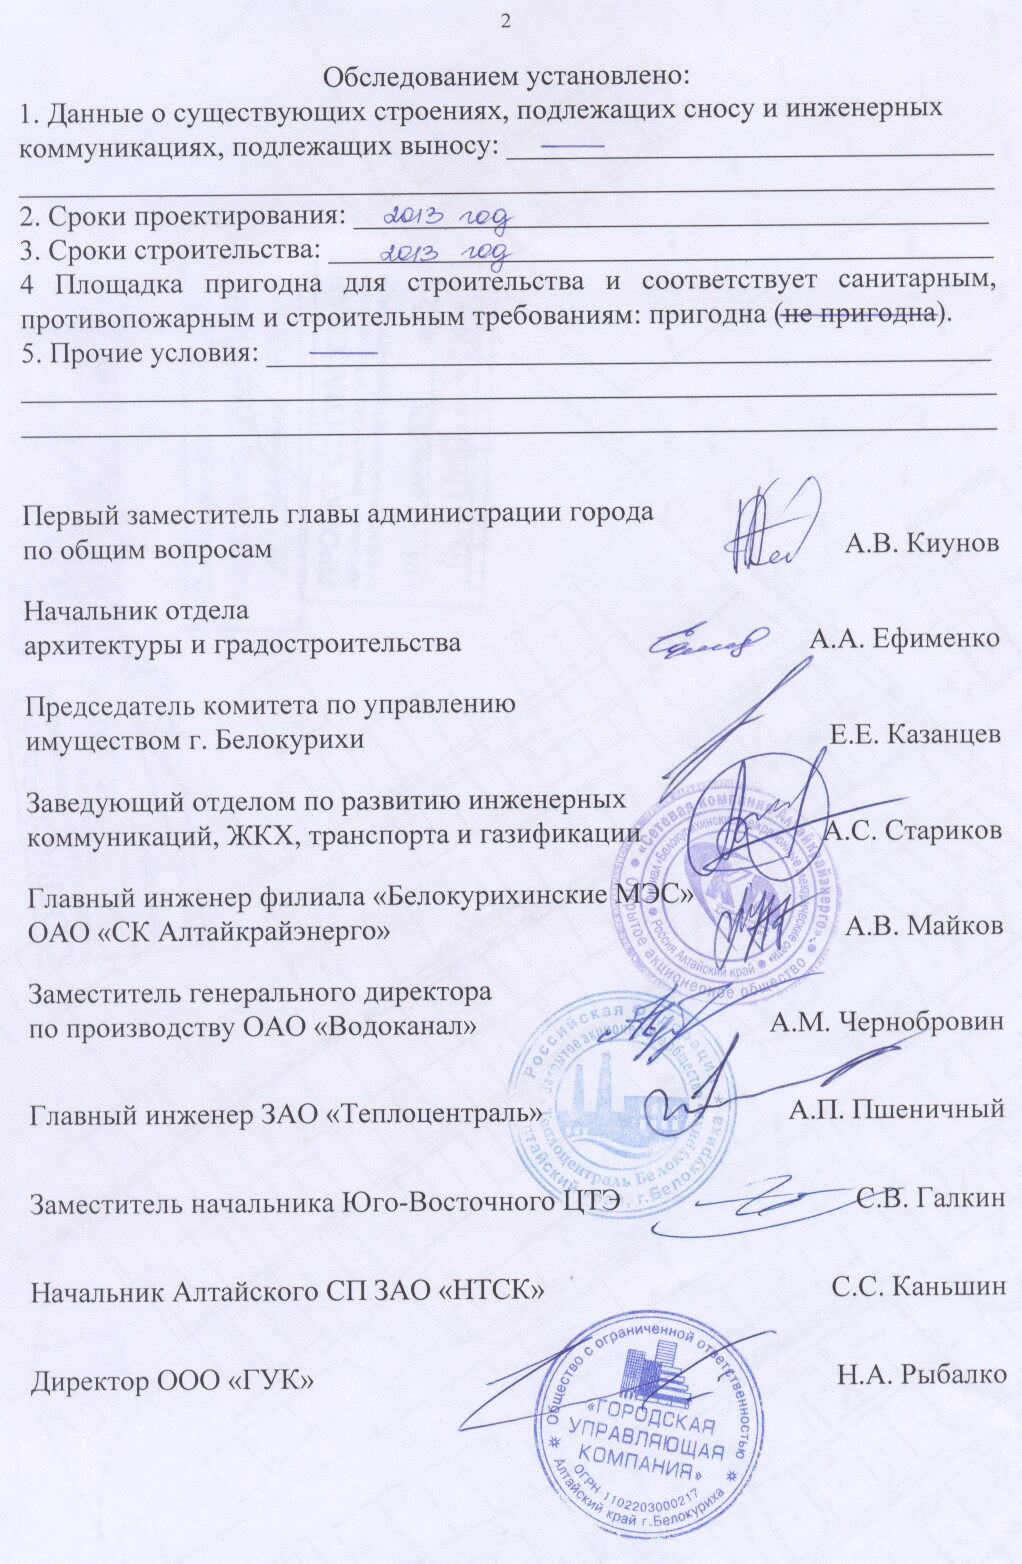 2
Обследованием установлено:
1. Данные о существующих строениях, подлежащих сносу и инженерных
коммуникациях, подлежащих выносу:
2. Сроки проектирования: 2013 год
3. Сроки строительства: 2013 год
4 Площадка пригодна для строительства и соответствует санитарным,
противопожарным и строительным требованиям: пригодна (не пригодна).
5. Прочие условия:
Первый заместитель главы администрации города
по общим вопросам А.В. Киунов
Начальник отдела
архитектуры и градостроительства А.А. Ефименко
Председатель комитета по управлению
имуществом г. Белокурихи Е.Е. Казанцев
Заведующий отделом по развитию инженерных
коммуникаций, ЖКХ, транспорта и газификации А.С. Стариков
Главный инженер филиала «Белокурихинские МЭС»
ОАО «СК Алтайкрайэнерго» А.В. Майков
Открытое акционерное общество «Сетевая компания Алтайкрайэнерго»
Россия Алтайский край
Заместитель генерального директора
по производству ОАО «Водоканал» А.М. Чернобровин
Главный инженер ЗАО «Теплоцентраль» А.П. Пшеничный
Российская
Теплоцентраль Белокуриха
г.Белокуриха
Заместитель начальника Юго-Восточного ЦТЭ С.В. Галкин
Начальник Алтайского СП ЗАО «НТСК» С.С. Каньшин
Директор ООО «ГУК» Н.А. Рыбалко
Общество с ограниченной ответственностью
«ГОРОДСКАЯ
УПРАВЛЯЮЩАЯ
КОМПАНИЯ»
ОГРН 1102203000217
Алтайский край г.Белокуриха